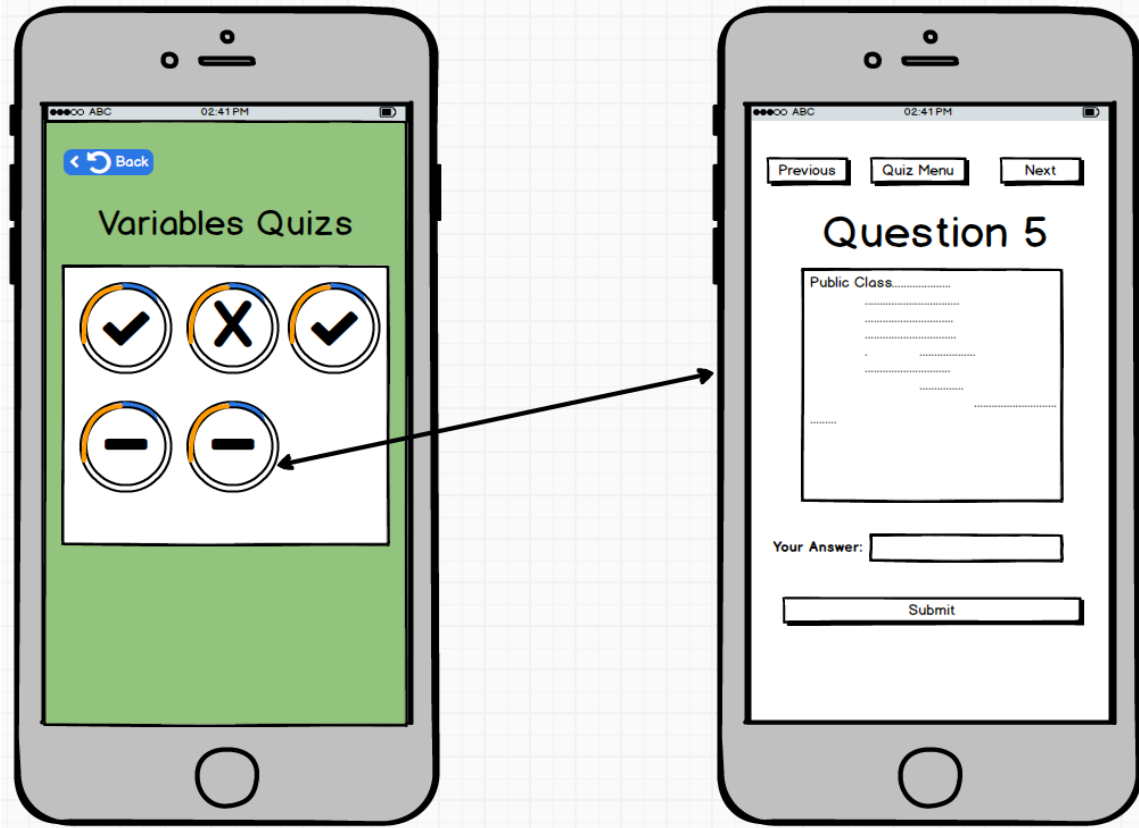 ABC 02:41 PM
Back
Variables Quizs
ABC 02:41 PM
Previous Quiz Menu Next
Question 5
Public Class.....................
..................................
................................
.................................
. ....................
...............................
................
..............................
.........
Your Answer:
Submit